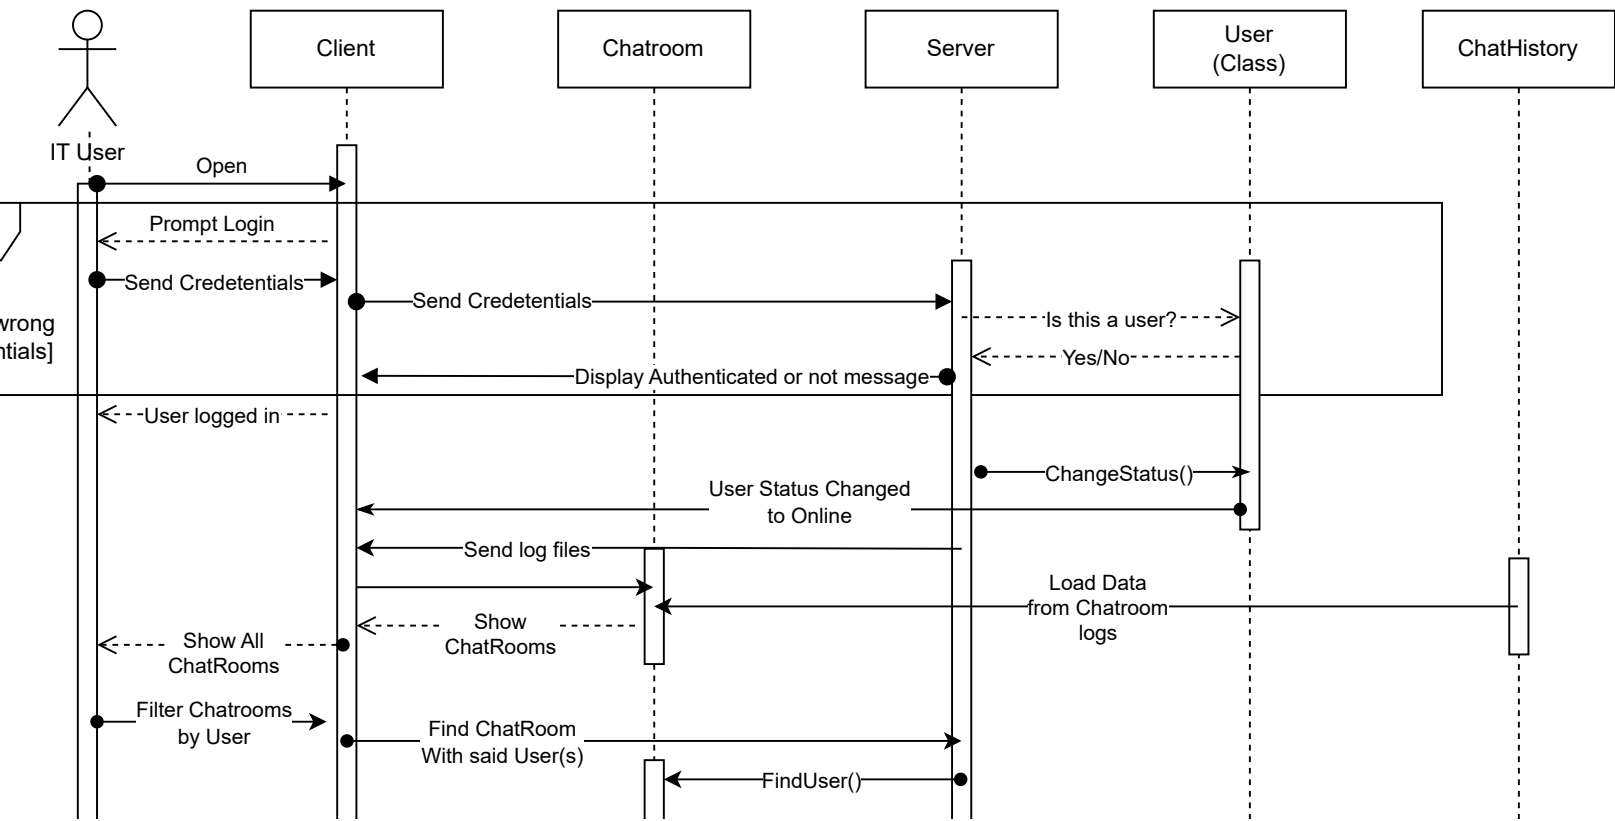 Client
Chatroom
Server
User
(Class)
ChatHistory
IT User
Open
Prompt Login
Send Credetentials
Send Credetentials
Is this a user?
wrong
ntials]
Yes/No
Display Authenticated or not message
User logged in
ChangeStatus()
User Status Changed
to Online
Send log files
Load Data
from Chatroom
logs
Show
ChatRooms
Show All
ChatRooms
Filter Chatrooms
by User
Find ChatRoom
With said User(s)
FindUser()